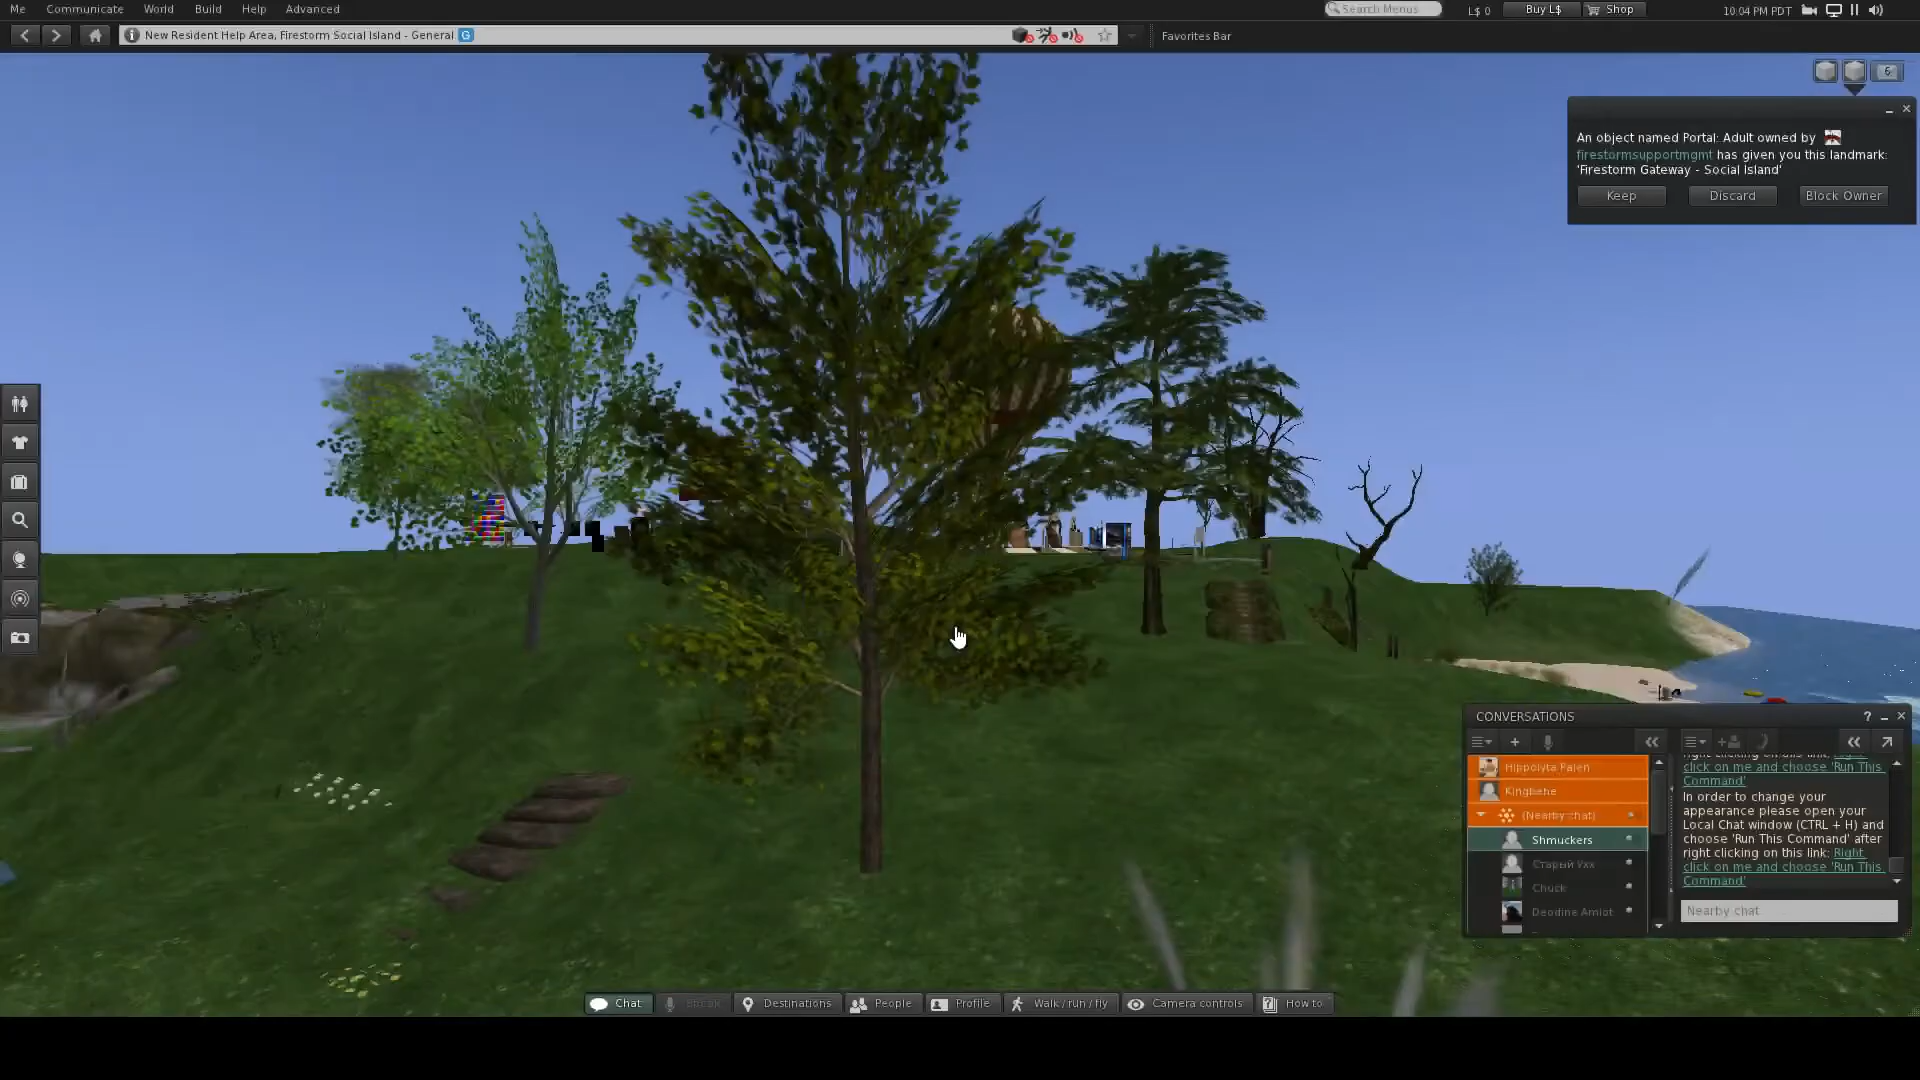 Me Communicate World Build Help Advanced
Search Menus L$ 0 Buy L$ Shop 10:04 PM PDT
New Resident Help Area, Firestorm Social Island - General G
Favorites Bar
6
An object named Portal: Adult owned by
firestormsupportmgmt has given you this landmark:
'Firestorm Gateway - Social Island'
Keep Discard Block Owner
CONVERSATIONS
Hippolyta Palen
Kingbehe
(Nearby chat)
Shmuckers
Старый Ухх
Chuck
Deodine Amiot
click on me and choose 'Run This
Command'
In order to change your
appearance please open your
Local Chat window (CTRL + H) and
choose 'Run This Command' after
right clicking on this link: Right
click on me and choose 'Run This
Command'
Nearby chat
Chat Speak Destinations People Profile Walk / run / fly Camera controls How to